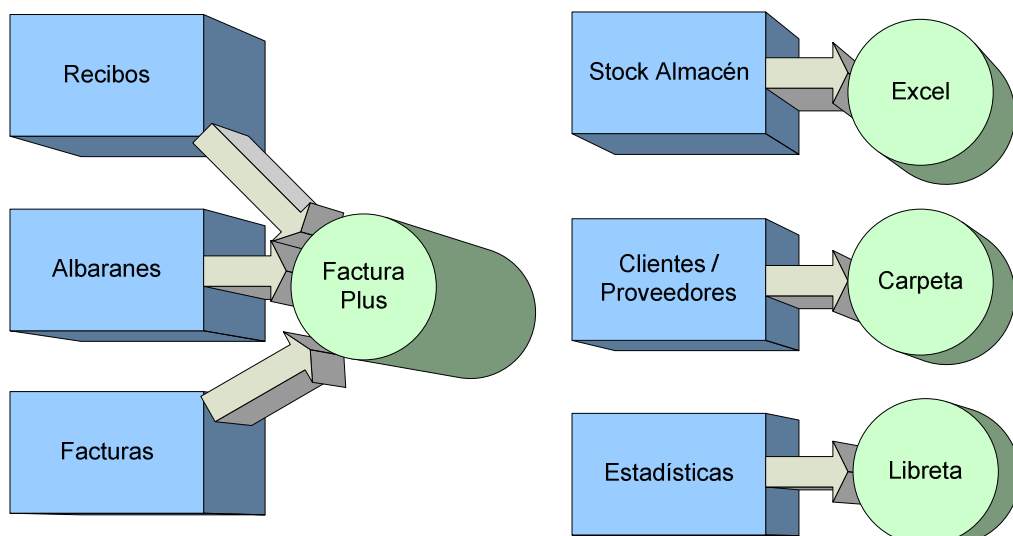 Recibos
Albaranes
Facturas
Factura
Plus
Stock Almacén
Excel
Clientes /
Proveedores
Carpeta
Estadísticas
Libreta